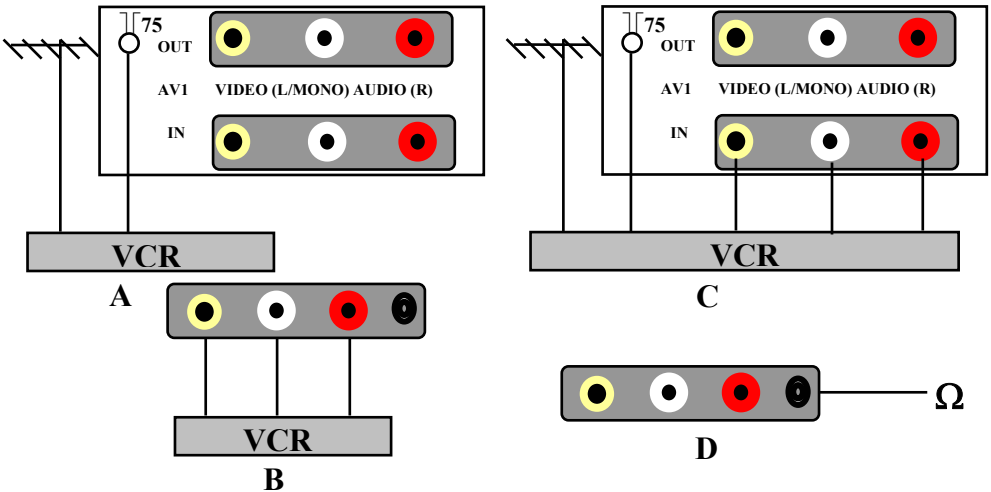 75
OUT
AV1 VIDEO (L/MONO) AUDIO (R)
IN
VCR
A
75
OUT
AV1 VIDEO (L/MONO) AUDIO (R)
IN
VCR
C
VCR
B
Ω
D